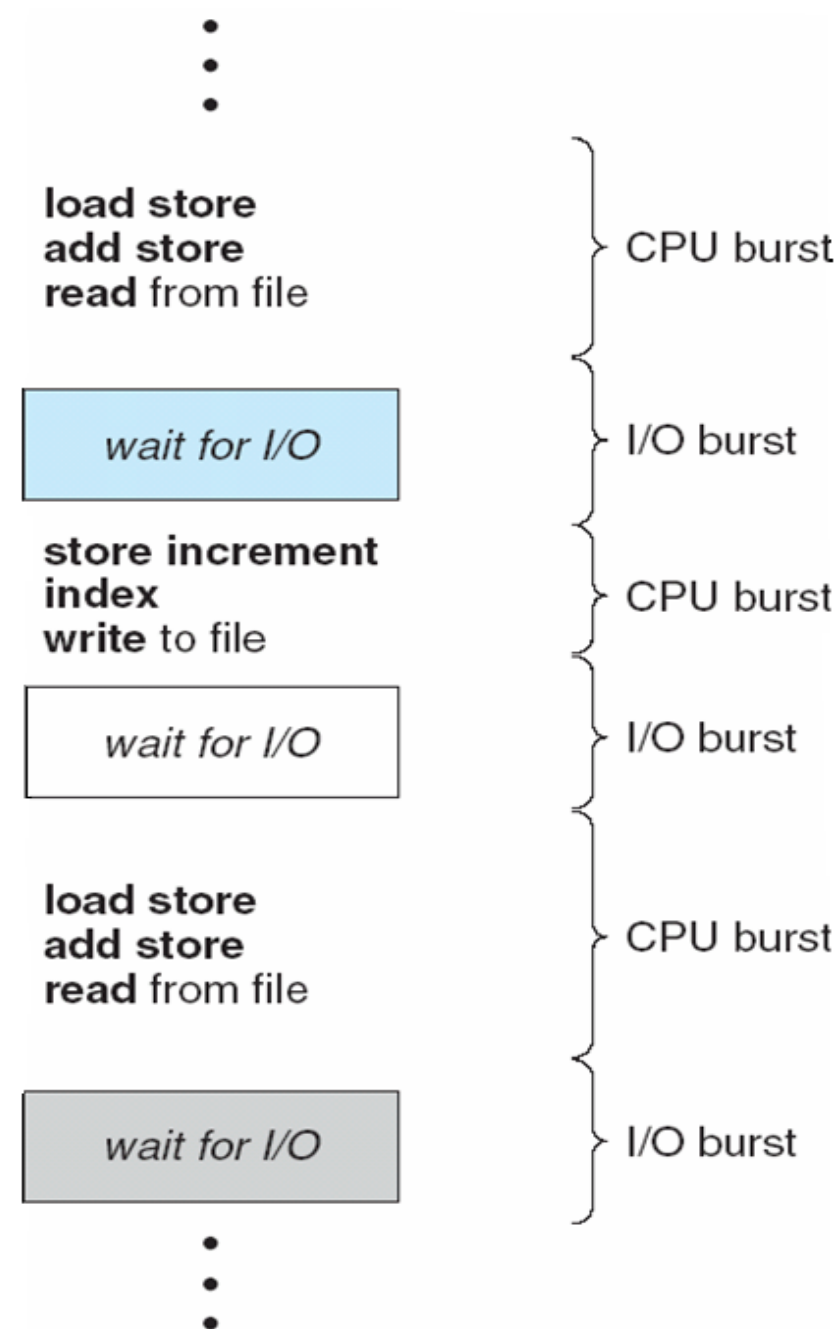 load store
add store
read from file
CPU burst
wait for I/O
I/O burst
store increment
index
write to file
CPU burst
wait for I/O
I/O burst
load store
add store
read from file
CPU burst
wait for I/O
I/O burst